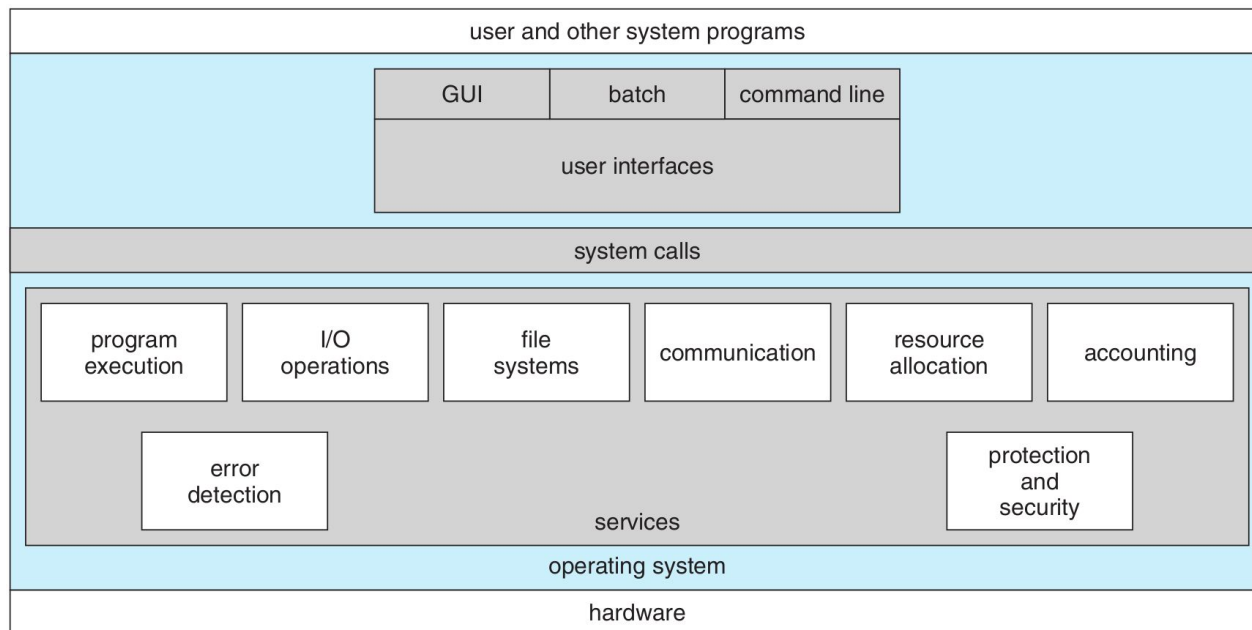 user and other system programs
GUI
batch
command line
user interfaces
system calls
program
execution
I/O
operations
file
systems
communication
resource
allocation
accounting
error
detection
protection
and
security
services
operating system
hardware